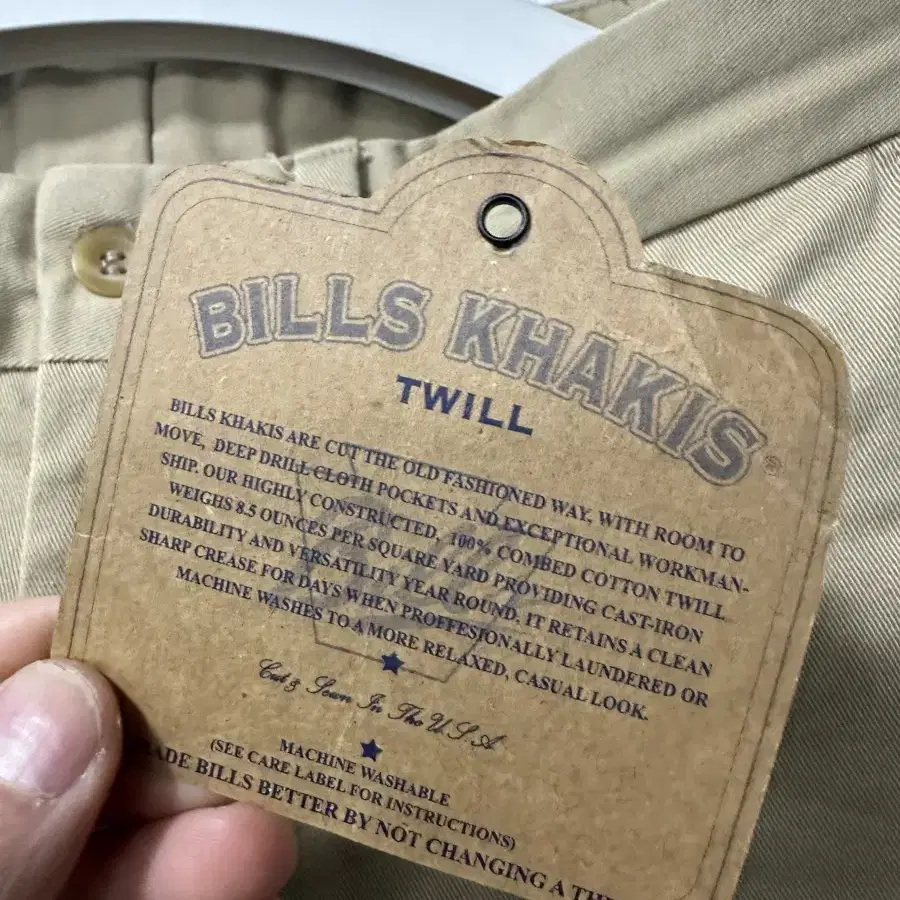 BILLS KHAKIS ®
TWILL
BILLS KHAKIS ARE CUT THE OLD FASHIONED WAY, WITH ROOM TO
MOVE, DEEP DRILL CLOTH POCKETS AND EXCEPTIONAL WORKMAN-
SHIP. OUR HIGHLY CONSTRUCTED, 100% COMBED COTTON TWILL
WEIGHS 8.5 OUNCES PER SQUARE YARD PROVIDING CAST-IRON
DURABILITY AND VERSATILITY YEAR ROUND. IT RETAINS A CLEAN
SHARP CREASE FOR DAYS WHEN PROFFESIONALLY LAUNDERED OR
MACHINE WASHES TO A MORE RELAXED, CASUAL LOOK.
Cut & Sewn In The U.S.A
MACHINE WASHABLE
(SEE CARE LABEL FOR INSTRUCTIONS)
ADE BILLS BETTER BY NOT CHANGING A